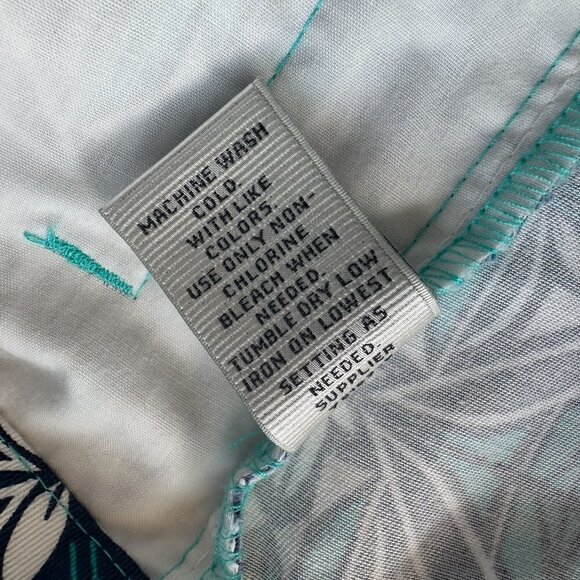 MACHINE WASH
COLD
WITH LIKE
COLORS.
USE ONLY NON-
CHLORINE
BLEACH WHEN
NEEDED.
TUMBLE DRY LOW
IRON ON LOWEST
SETTING AS
NEEDED.
SUPPLIER